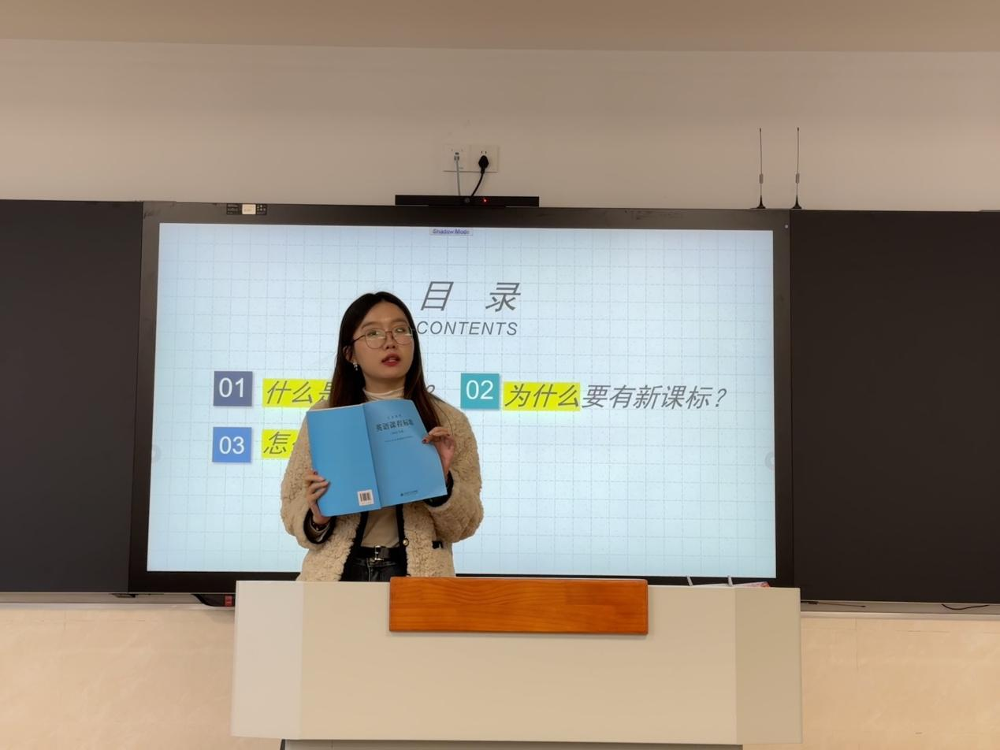 Shadow Mode
目 录
CONTENTS
01 什么是
?
02 为什么要有新课标?
03 怎
英语课程标准